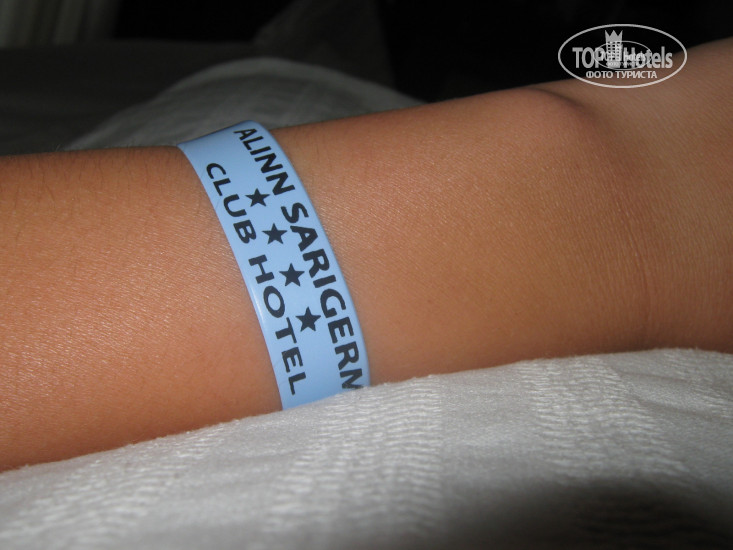 ALINN SARIGERM
★ ★ ★ ★
CLUB HOTEL
TOP Hotels
ФОТО ТУРИСТА